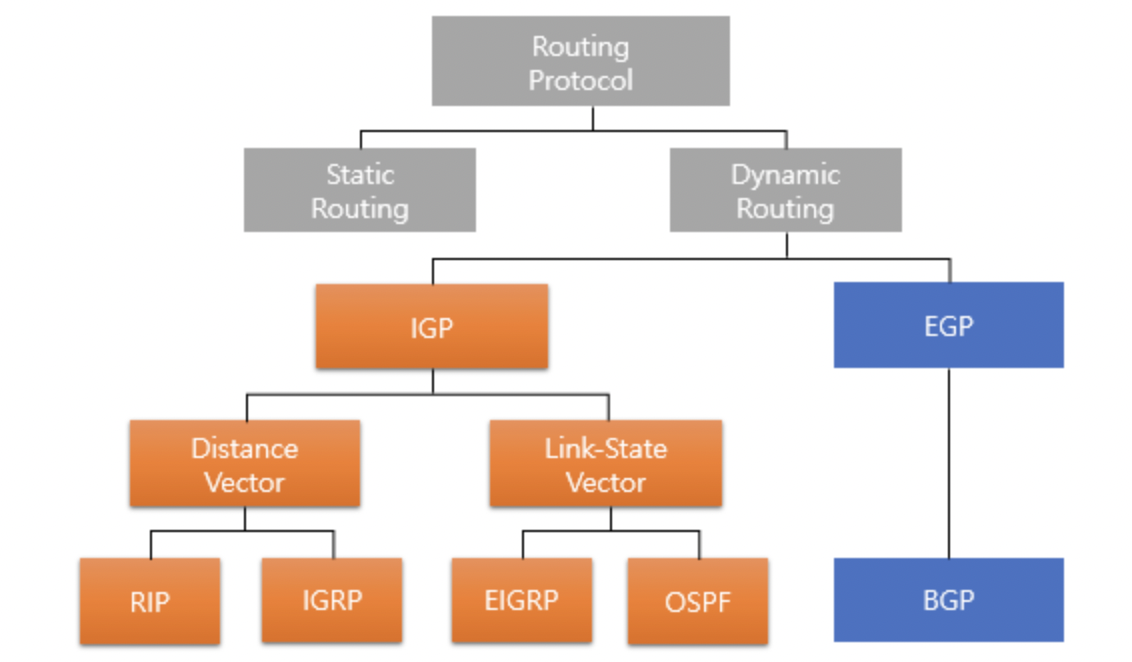 Routing
Protocol
Static
Routing
Dynamic
Routing
IGP
EGP
Distance
Vector
Link-State
Vector
RIP
IGRP
EIGRP
OSPF
BGP